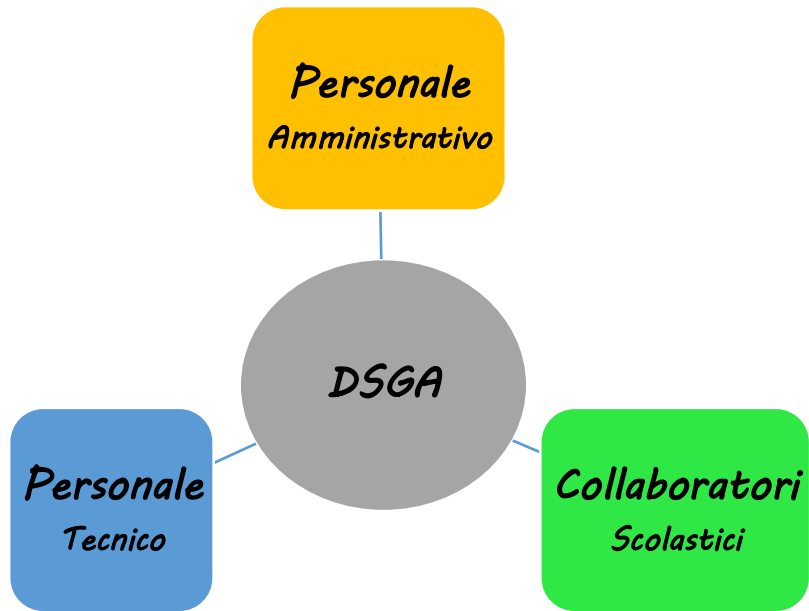 Personale
Amministrativo
DSGA
Personale
Tecnico
Collaboratori
Scolastici